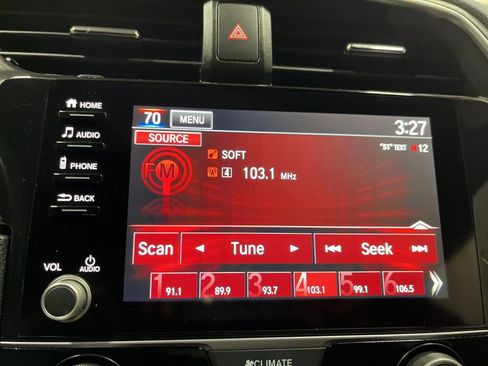 HOME
AUDIO
PHONE
BACK
VOL AUDIO
70 MENU 3:27
SOURCE
"ST" TEXT 12
SOFT
FM
4 103.1 MHz
Scan Tune Seek
1 91.1 2 89.9 3 93.7 4 103.1 5 99.1 6 106.5
CLIMATE